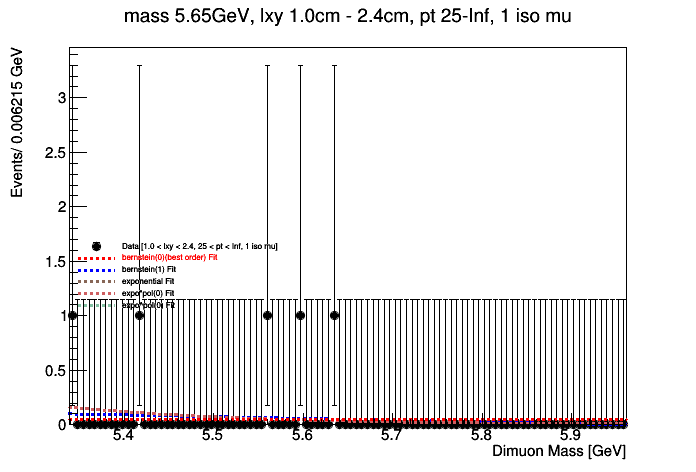 mass 5.65GeV, lxy 1.0cm - 2.4cm, pt 25-Inf, 1 iso mu
Events/ 0.006215 GeV
3
2.5
2
1.5
1
0.5
0
Data [1.0 < lxy < 2.4, 25 < pt < Inf, 1 iso mu]
bernstein(0)(best order) Fit
bernstein(1) Fit
exponential Fit
expo*pol(0) Fit
expo*pol(0) Fit
5.4 5.5 5.6 5.7 5.8 5.9
Dimuon Mass [GeV]